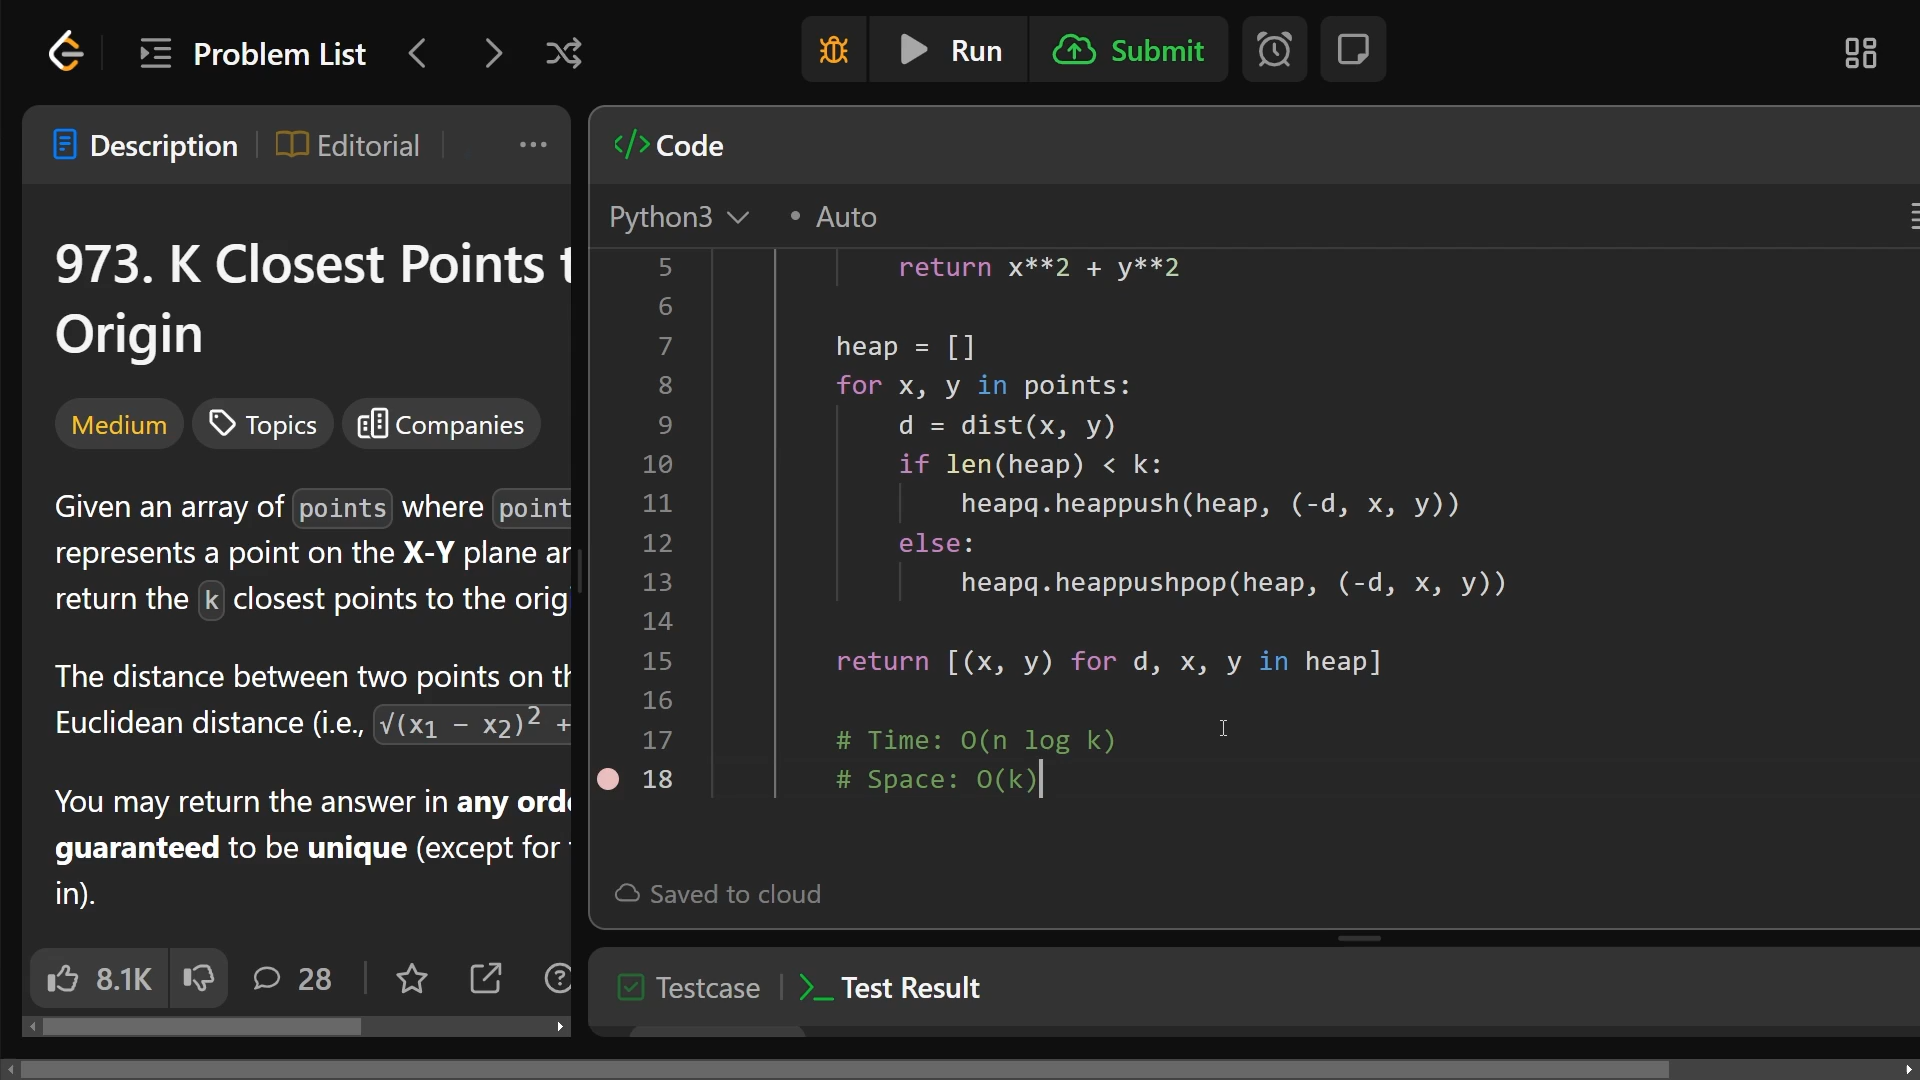 Problem List
Run
Submit
Description
Editorial
Code
Python3
Auto
973. K Closest Points t
Origin
Medium
Topics
Companies
Given an array of points where point
represents a point on the X-Y plane an
return the k closest points to the origi
The distance between two points on th
Euclidean distance (i.e., √(x₁ - x₂)² +
You may return the answer in any orde
guaranteed to be unique (except for t
in).
8.1K
28
5 return x**2 + y**2
6
7 heap = []
8 for x, y in points:
9 d = dist(x, y)
10 if len(heap) < k:
11 heapq.heappush(heap, (-d, x, y))
12 else:
13 heapq.heappushpop(heap, (-d, x, y))
14
15 return [(x, y) for d, x, y in heap]
16
17 # Time: O(n log k)
18 # Space: O(k)
Saved to cloud
Testcase
Test Result